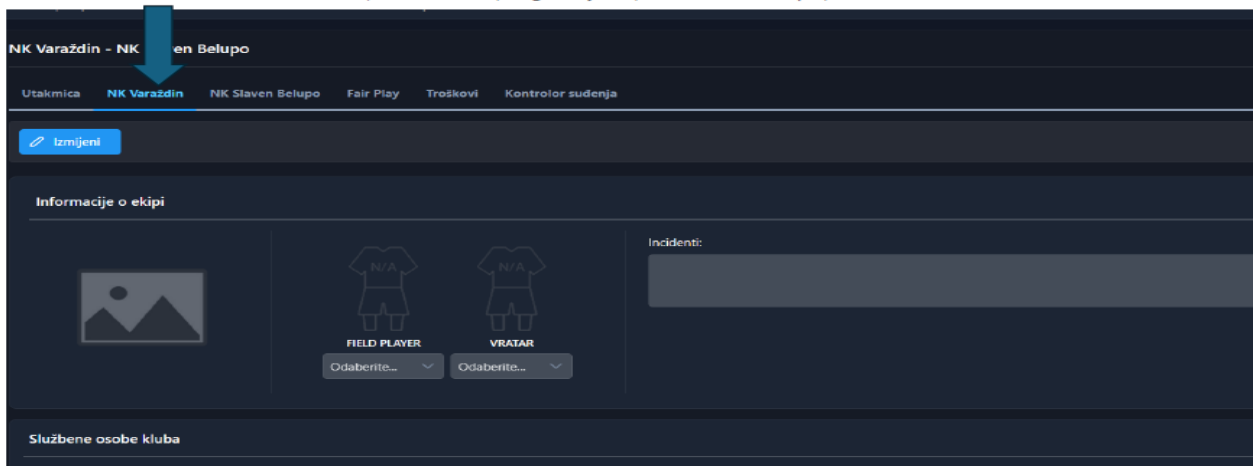 NK Varaždin - NK en Belupo
Utakmica NK Varaždin NK Slaven Belupo Fair Play Troškovi Kontrolor suđenja
Izmijeni
Informacije o ekipi
Incidenti:
N/A N/A
FIELD PLAYER VRATAR
Odaberite... Odaberite...
Službene osobe kluba